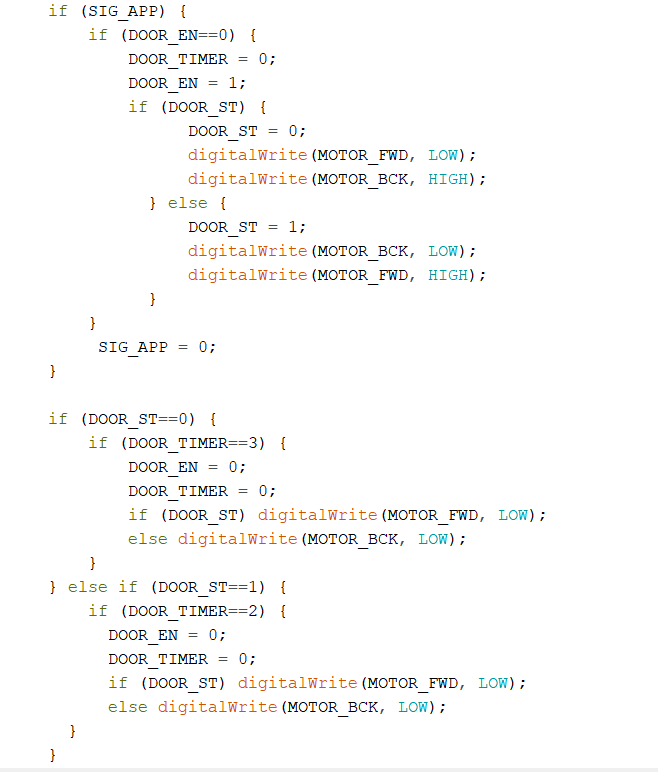 if (SIG_APP) {
if (DOOR_EN==0) {
DOOR_TIMER = 0;
DOOR_EN = 1;
if (DOOR_ST) {
DOOR_ST = 0;
digitalWrite(MOTOR_FWD, LOW);
digitalWrite(MOTOR_BCK, HIGH);
} else {
DOOR_ST = 1;
digitalWrite(MOTOR_BCK, LOW);
digitalWrite(MOTOR_FWD, HIGH);
}
}
SIG_APP = 0;
}
if (DOOR_ST==0) {
if (DOOR_TIMER==3) {
DOOR_EN = 0;
DOOR_TIMER = 0;
if (DOOR_ST) digitalWrite(MOTOR_FWD, LOW);
else digitalWrite(MOTOR_BCK, LOW);
}
} else if (DOOR_ST==1) {
if (DOOR_TIMER==2) {
DOOR_EN = 0;
DOOR_TIMER = 0;
if (DOOR_ST) digitalWrite(MOTOR_FWD, LOW);
else digitalWrite(MOTOR_BCK, LOW);
}
}